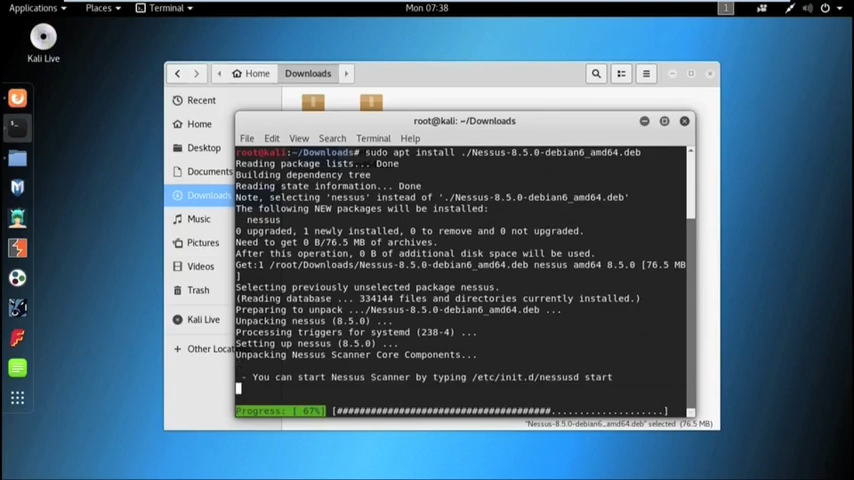 Applications Places Terminal Mon 07:38 1
Kali Live
Home Downloads
Recent
Home
Desktop
Documents
Downloads
Music
Pictures
Videos
Trash
Kali Live
+ Other Locat
root@kali: ~/Downloads
File Edit View Search Terminal Help
root@kali:~/Downloads# sudo apt install ./Nessus-8.5.0-debian6_amd64.deb
Reading package lists... Done
Building dependency tree
Reading state information... Done
Note, selecting 'nessus' instead of './Nessus-8.5.0-debian6_amd64.deb'
The following NEW packages will be installed:
nessus
0 upgraded, 1 newly installed, 0 to remove and 0 not upgraded.
Need to get 0 B/76.5 MB of archives.
After this operation, 0 B of additional disk space will be used.
Get:1 /root/Downloads/Nessus-8.5.0-debian6_amd64.deb nessus amd64 8.5.0 [76.5 MB
]
Selecting previously unselected package nessus.
(Reading database ... 334144 files and directories currently installed.)
Preparing to unpack .../Nessus-8.5.0-debian6_amd64.deb ...
Unpacking nessus (8.5.0) ...
Processing triggers for systemd (238-4) ...
Setting up nessus (8.5.0) ...
Unpacking Nessus Scanner Core Components...
- You can start Nessus Scanner by typing /etc/init.d/nessusd start
Progress: [ 67%] [######################################.....................]
"Nessus-8.5.0-debian6_amd64.deb" selected (76.5 MB)